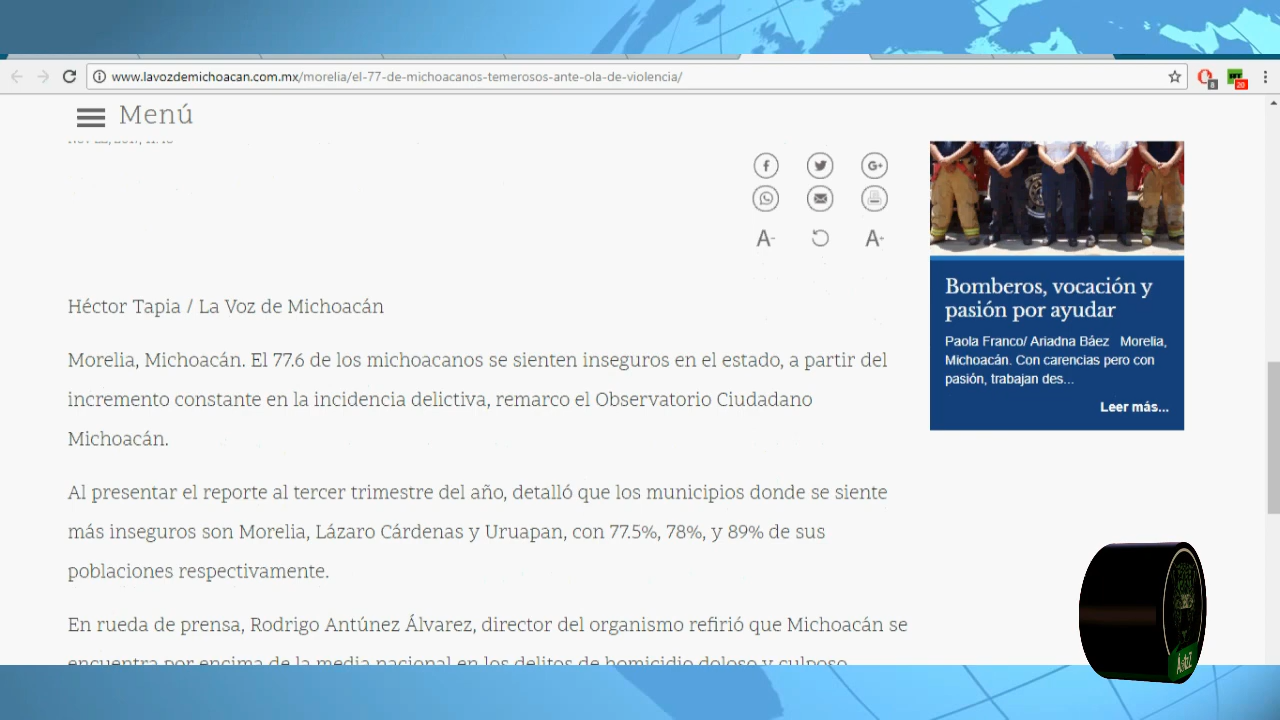 www.lavozdemichoacan.com.mx/morelia/el-77-de-michoacanos-temerosos-ante-ola-de-violencia/
8
20
Menú
G+
A-
A+
Héctor Tapia / La Voz de Michoacán
Morelia, Michoacán. El 77.6 de los michoacanos se sienten inseguros en el estado, a partir del
incremento constante en la incidencia delictiva, remarco el Observatorio Ciudadano
Michoacán.
Al presentar el reporte al tercer trimestre del año, detalló que los municipios donde se siente
más inseguros son Morelia, Lázaro Cárdenas y Uruapan, con 77.5%, 78%, y 89% de sus
poblaciones respectivamente.
En rueda de prensa, Rodrigo Antúnez Álvarez, director del organismo refirió que Michoacán se
encuentra por encima de la media nacional en los delitos de homicidio doloso y culposo,
Bomberos, vocación y
pasión por ayudar
Paola Franco/ Ariadna Báez Morelia,
Michoacán. Con carencias pero con
pasión, trabajan des...
Leer más...